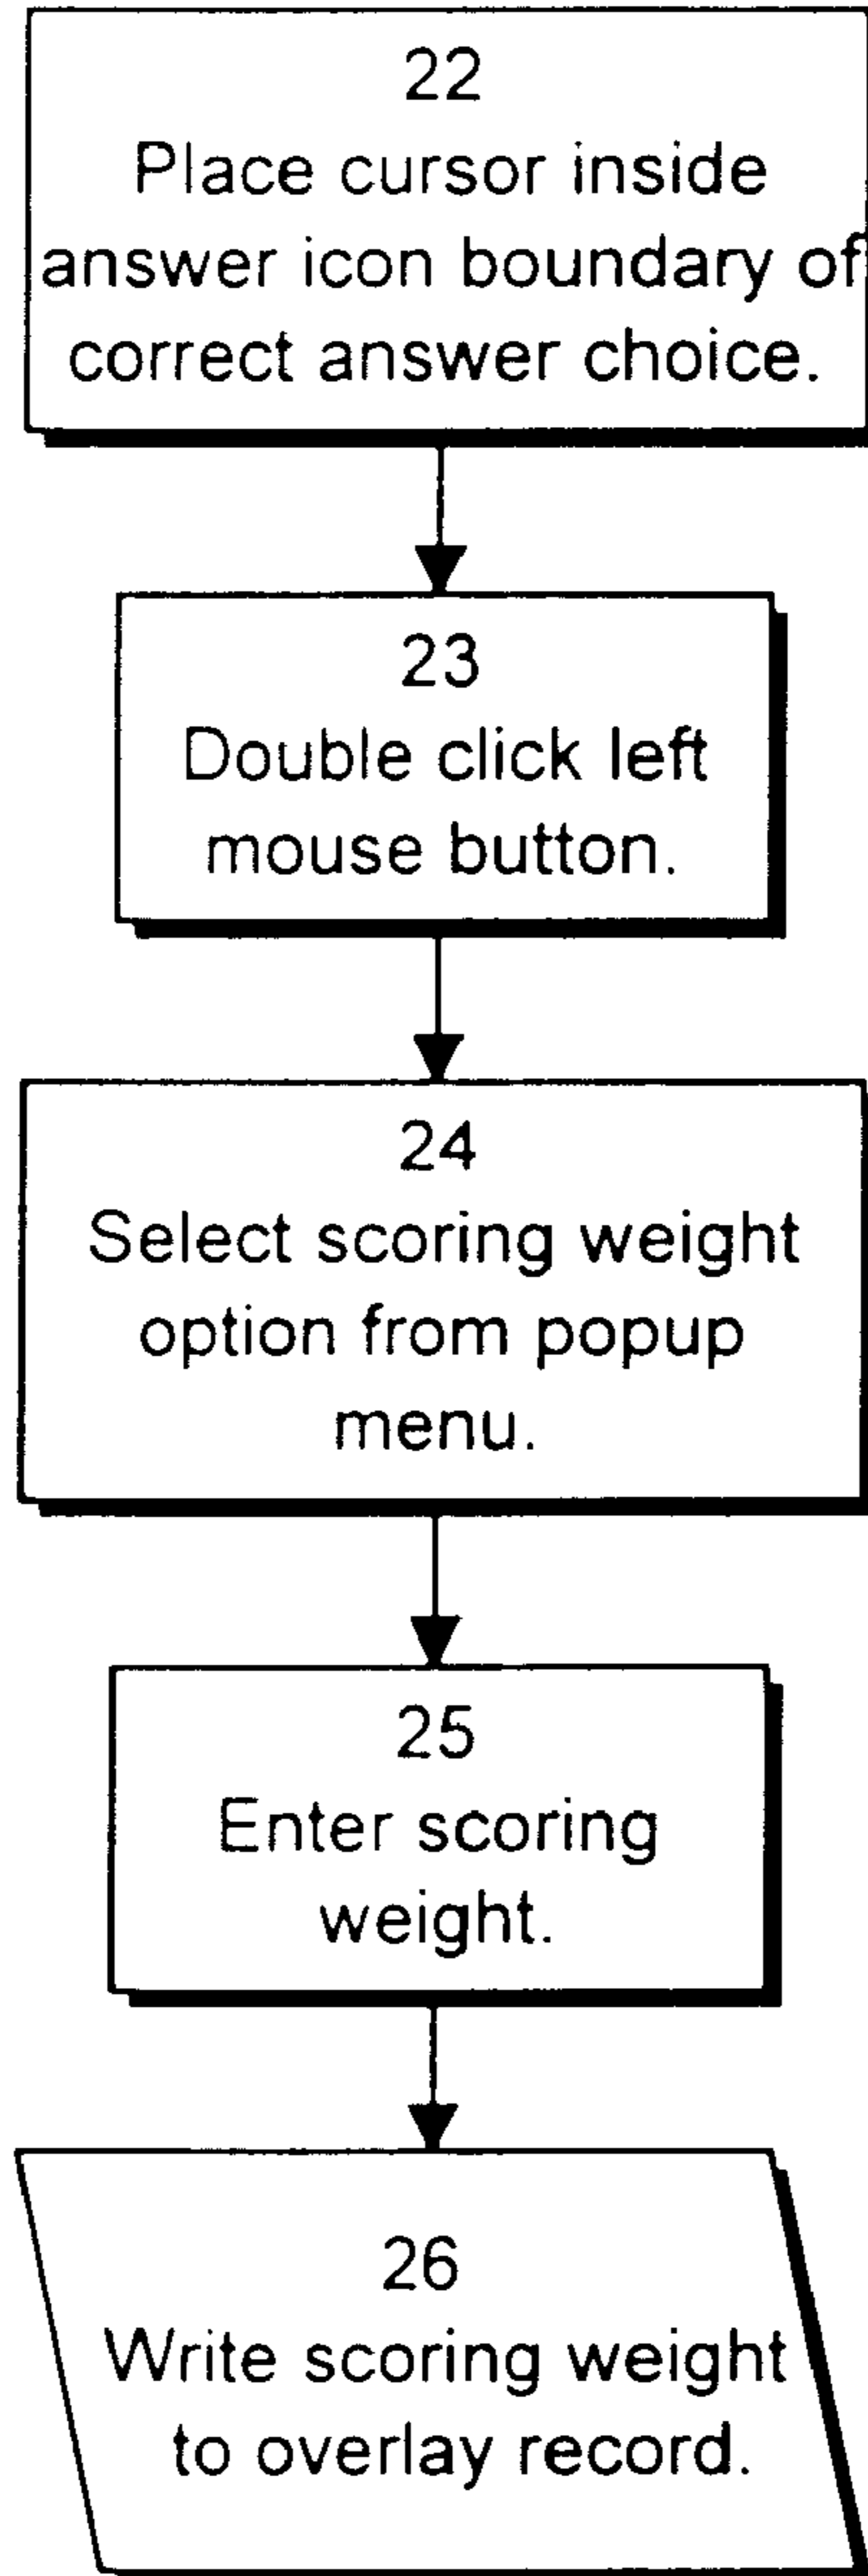 22
Place cursor inside
answer icon boundary of
correct answer choice.
23
Double click left
mouse button.
24
Select scoring weight
option from popup
menu.
25
Enter scoring
weight.
26
Write scoring weight
to overlay record.